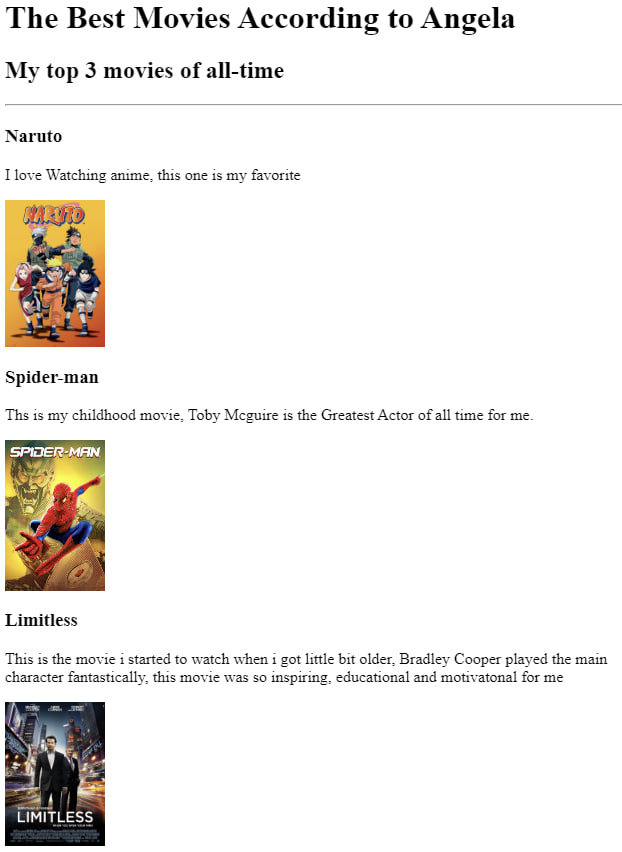 The Best Movies According to Angela
My top 3 movies of all-time
Naruto
I love Watching anime, this one is my favorite
NARUTO
Spider-man
Ths is my childhood movie, Toby Mcguire is the Greatest Actor of all time for me.
SPIDER-MAN
Limitless
This is the movie i started to watch when i got little bit older, Bradley Cooper played the main
character fantastically, this movie was so inspiring, educational and motivatonal for me
LIMITLESS